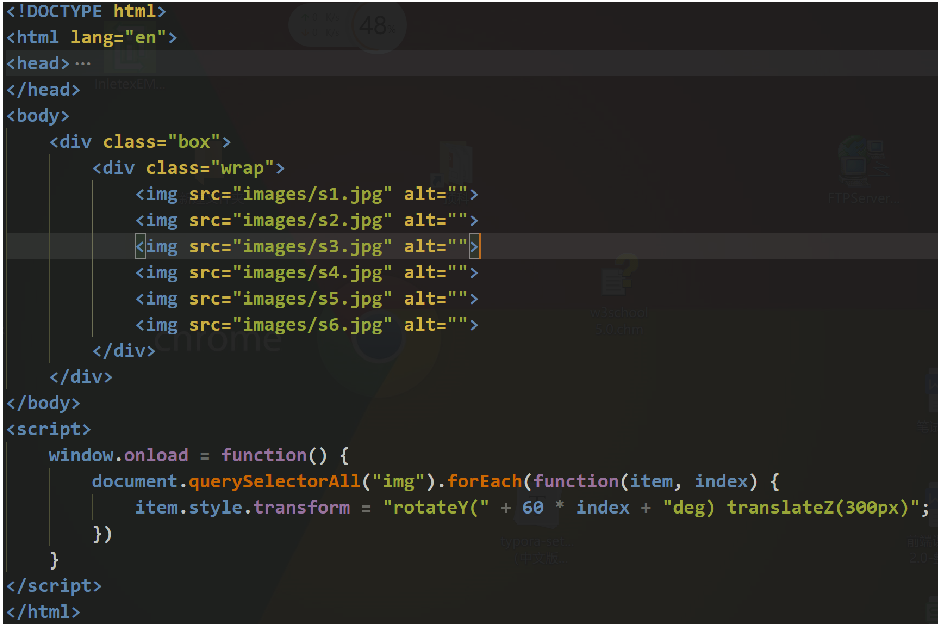 <!DOCTYPE html>
<html lang="en">
<head> ···
</head>
<body>
    <div class="box">
        <div class="wrap">
            <img src="images/s1.jpg" alt="">
            <img src="images/s2.jpg" alt="">
            <img src="images/s3.jpg" alt="">
            <img src="images/s4.jpg" alt="">
            <img src="images/s5.jpg" alt="">
            <img src="images/s6.jpg" alt="">
        </div>
    </div>
</body>
<script>
    window.onload = function() {
        document.querySelectorAll("img").forEach(function(item, index) {
            item.style.transform = "rotateY(" + 60 * index + "deg) translateZ(300px)";
        })
    }
</script>
</html>
48
chrome
FTPServer